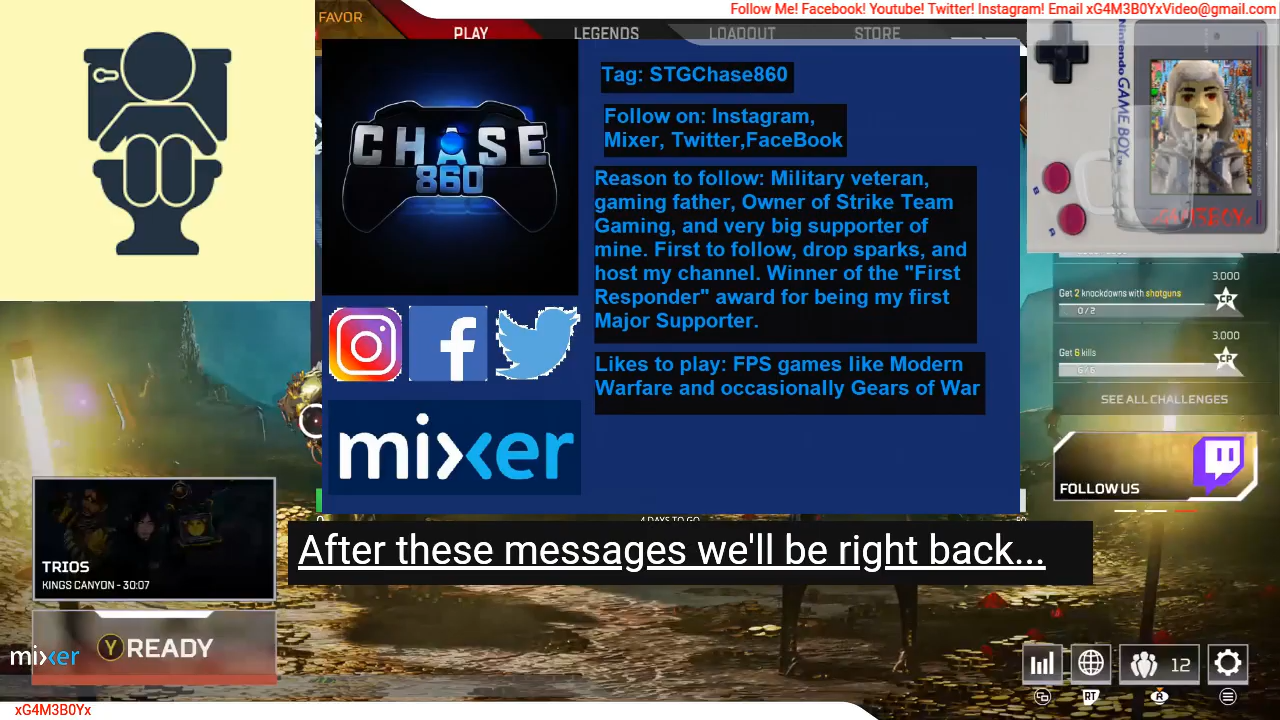 Follow Me! Facebook! Youtube! Twitter! Instagram! Email xG4M3B0YxVideo@gmail.com
FAVOR
PLAY
LEGENDS
LOADOUT
STORE
Tag: STGChase860
Follow on: Instagram,
Mixer, Twitter,FaceBook
Reason to follow: Military veteran,
gaming father, Owner of Strike Team
Gaming, and very big supporter of
mine. First to follow, drop sparks, and
host my channel. Winner of the "First
Responder" award for being my first
Major Supporter.
Likes to play: FPS games like Modern
Warfare and occasionally Gears of War
CHASE
860
mixer
Nintendo GAME BOY
3,000
Get 2 knockdowns with shotguns
CP
0/2
3,000
Get 6 kills
CP
6/6
SEE ALL CHALLENGES
FOLLOW US
4 DAYS TO GO
After these messages we'll be right back...
TRIOS
KINGS CANYON - 30:07
Y READY
mixer
12
RT
R
xG4M3B0Yx